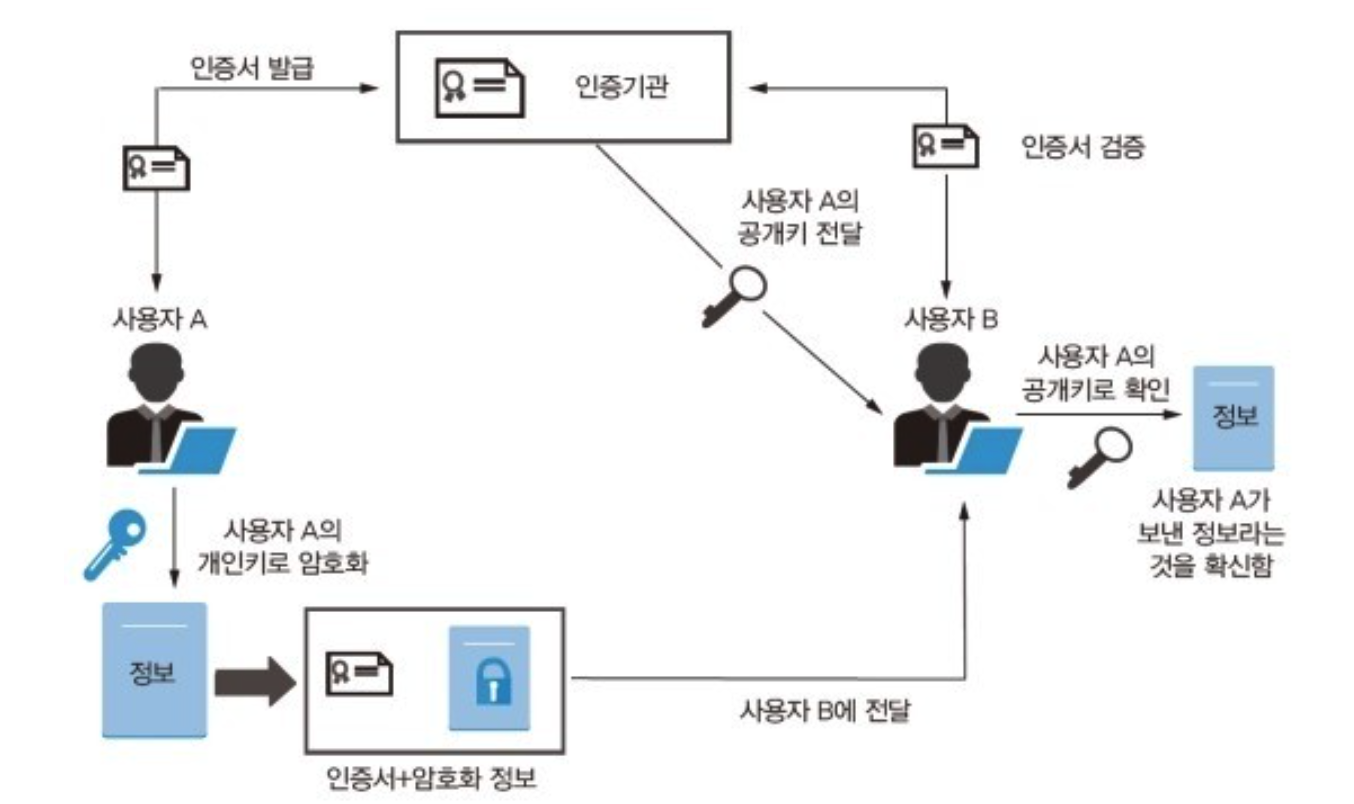 인증서 발급
인증기관
인증서 검증
사용자 A의
공개키 전달
사용자 A
사용자 B
사용자 A의
공개키로 확인
정보
사용자 A가
보낸 정보라는
것을 확신함
사용자 A의
개인키로 암호화
정보
사용자 B에 전달
인증서+암호화 정보